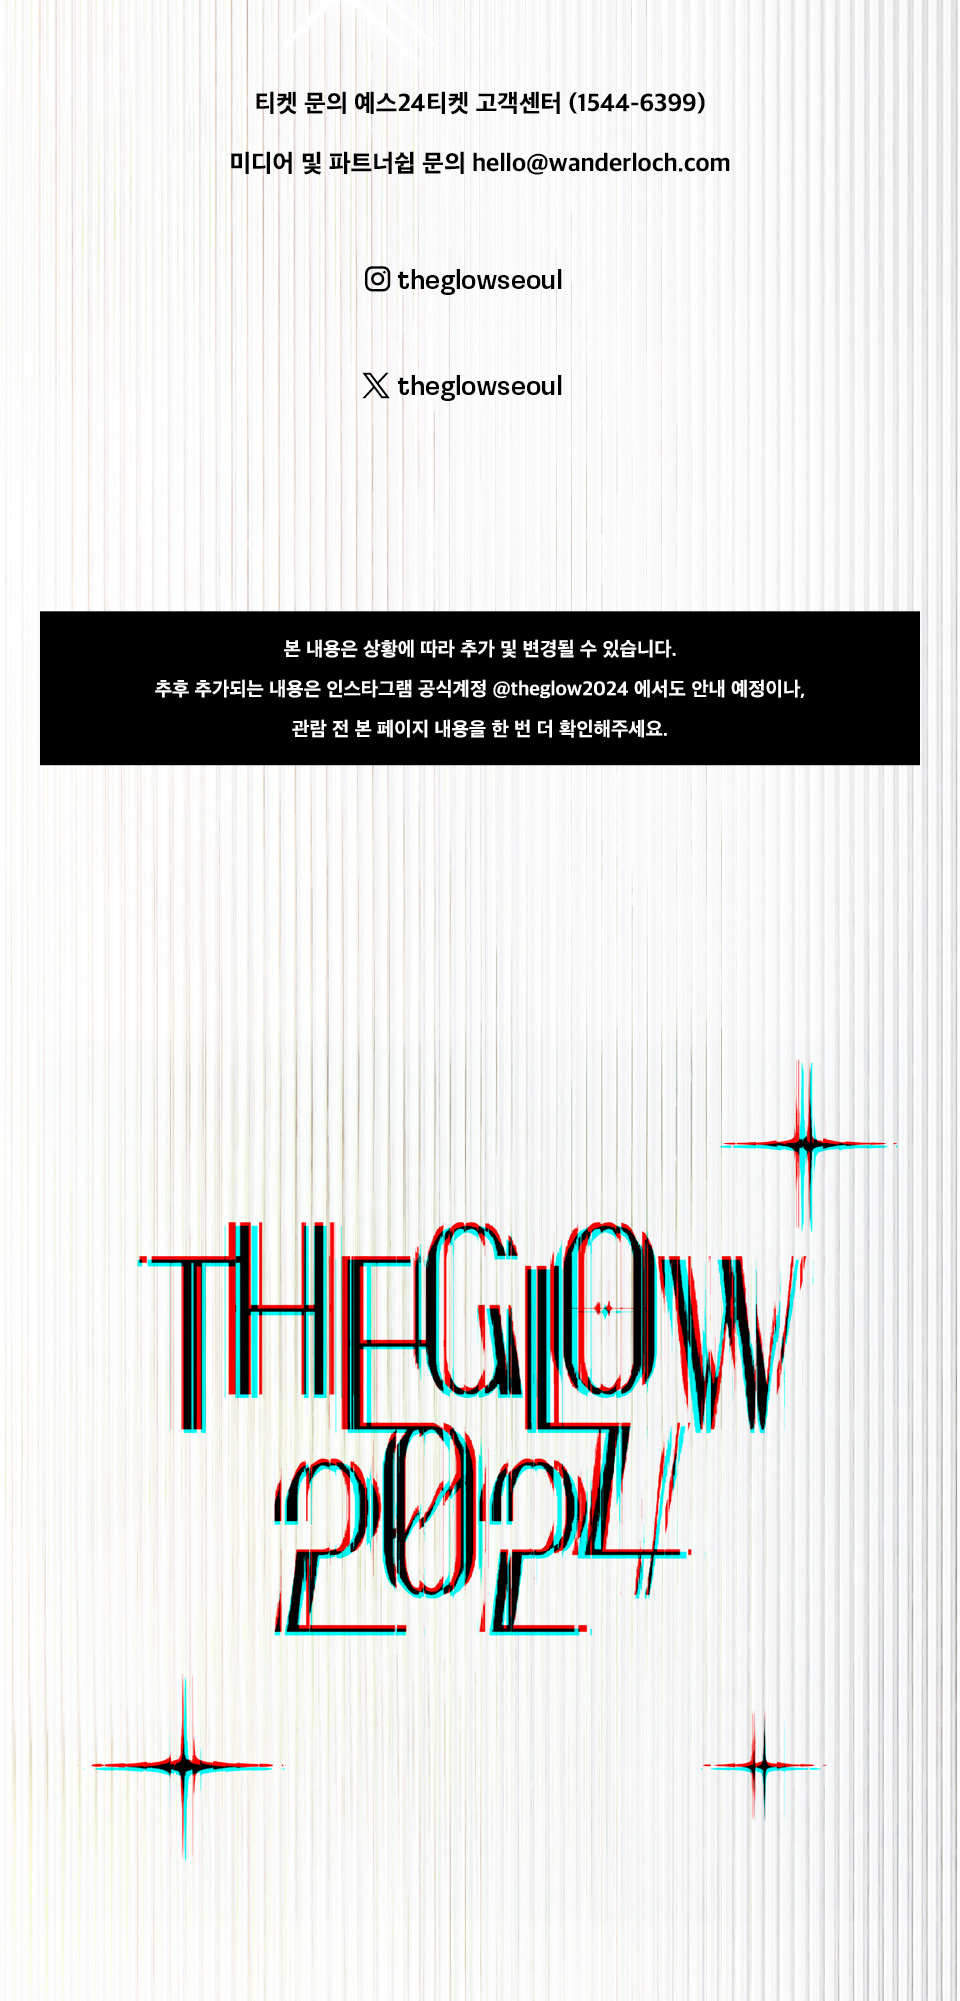 티켓 문의 예스24티켓 고객센터 (1544-6399)
미디어 및 파트너쉽 문의 hello@wanderloch.com
theglowseoul
theglowseoul
본 내용은 상황에 따라 추가 및 변경될 수 있습니다.
추후 추가되는 내용은 인스타그램 공식계정 @theglow2024 에서도 안내 예정이나,
관람 전 본 페이지 내용을 한 번 더 확인해주세요.
THEGLOW
2024